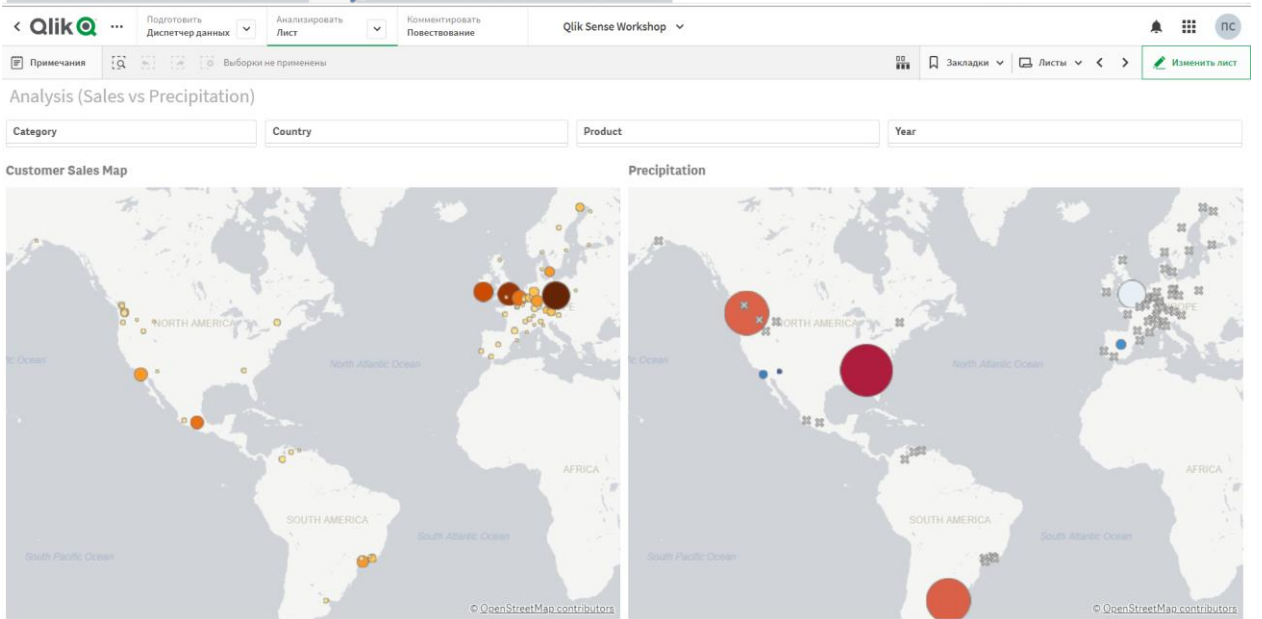 Qlik
Подготовить
Диспетчер данных
Анализировать
Лист
Комментировать
Повествование
Qlik Sense Workshop
ПС
Примечания
Выборки не применены
Закладки
Листы
Изменить лист
Analysis (Sales vs Precipitation)
Category
Country
Product
Year
Customer Sales Map
Precipitation
NORTH AMERICA
North Atlantic Ocean
AFRICA
SOUTH AMERICA
South Atlantic Ocean
South Pacific Ocean
© OpenStreetMap contributors
NORTH AMERICA
North Atlantic Ocean
AFRICA
SOUTH AMERICA
South Atlantic Ocean
South Pacific Ocean
© OpenStreetMap contributors